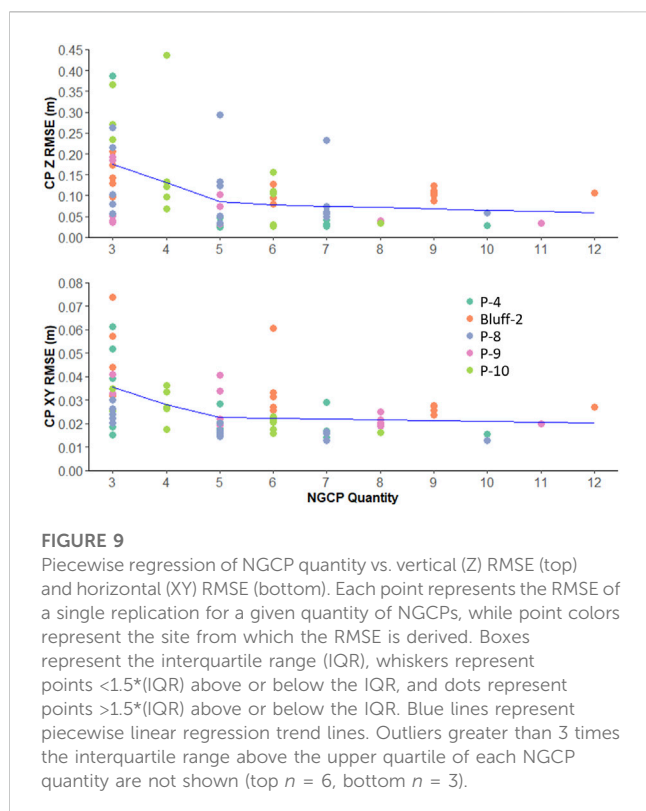 CP Z RMSE (m)
0.45
0.40
0.35
0.30
0.25
0.20
0.15
0.10
0.05
0.00
3 4 5 6 7 8 9 10 11 12
CP XY RMSE (m)
0.08
0.07
0.06
0.05
0.04
0.03
0.02
0.01
0.00
P-4
Bluff-2
P-8
P-9
P-10
3 4 5 6 7 8 9 10 11 12
NGCP Quantity
FIGURE 9
Piecewise regression of NGCP quantity vs. vertical (Z) RMSE (top)
and horizontal (XY) RMSE (bottom). Each point represents the RMSE of
a single replication for a given quantity of NGCPs, while point colors
represent the site from which the RMSE is derived. Boxes
represent the interquartile range (IQR), whiskers represent
points <1.5*(IQR) above or below the IQR, and dots represent
points >1.5*(IQR) above or below the IQR. Blue lines represent
piecewise linear regression trend lines. Outliers greater than 3 times
the interquartile range above the upper quartile of each NGCP
quantity are not shown (top n = 6, bottom n = 3).